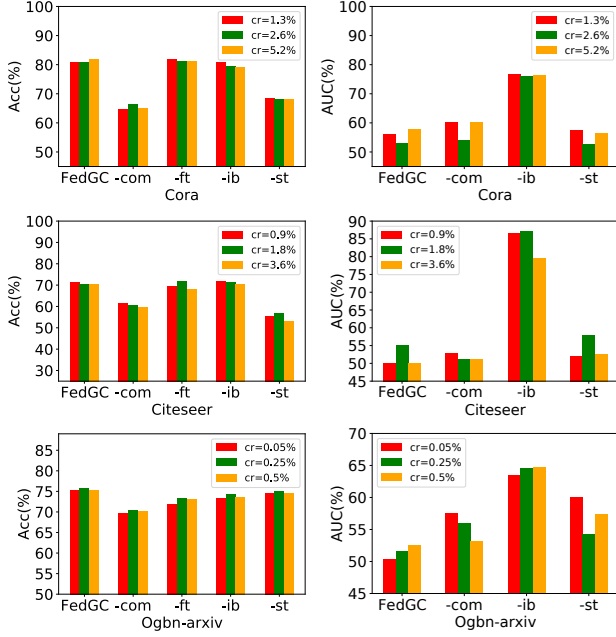 100
90
80
70
60
50
Acc(%)
cr=1.3%
cr=2.6%
cr=5.2%
FedGC -com -ft -ib -st
Cora
100
90
80
70
60
50
AUC(%)
cr=1.3%
cr=2.6%
cr=5.2%
FedGC -com -ib -st
Cora
100
90
80
70
60
50
40
30
Acc(%)
cr=0.9%
cr=1.8%
cr=3.6%
FedGC -com -ft -ib -st
Citeseer
90
85
80
75
70
65
60
55
50
45
AUC(%)
cr=0.9%
cr=1.8%
cr=3.6%
FedGC -com -ib -st
Citeseer
85
80
75
70
65
60
55
50
Acc(%)
cr=0.05%
cr=0.25%
cr=0.5%
FedGC -com -ft -ib -st
Ogbn-arxiv
70
65
60
55
50
45
AUC(%)
cr=0.05%
cr=0.25%
cr=0.5%
FedGC -com -ib -st
Ogbn-arxiv